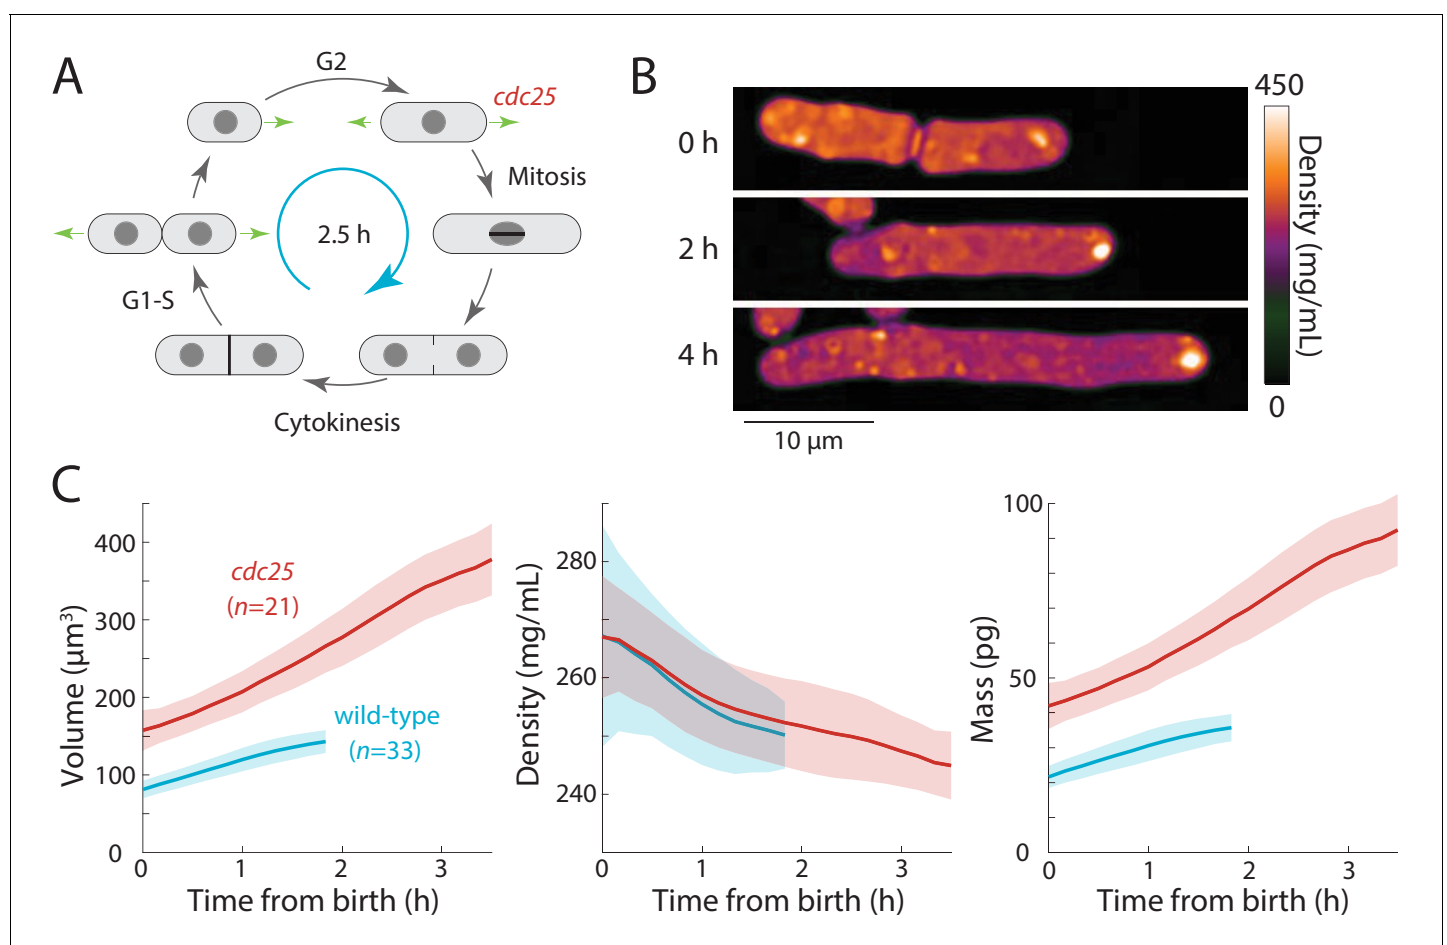 A
G2
cdc25
Mitosis
2.5 h
G1-S
Cytokinesis
B
0 h
2 h
4 h
10 µm
450
Density (mg/mL)
0
C
Volume (µm³)
400
300
200
100
0
cdc25
(n=21)
wild-type
(n=33)
0 1 2 3
Time from birth (h)
Density (mg/mL)
280
260
240
0 1 2 3
Time from birth (h)
Mass (pg)
100
50
0
0 1 2 3
Time from birth (h)